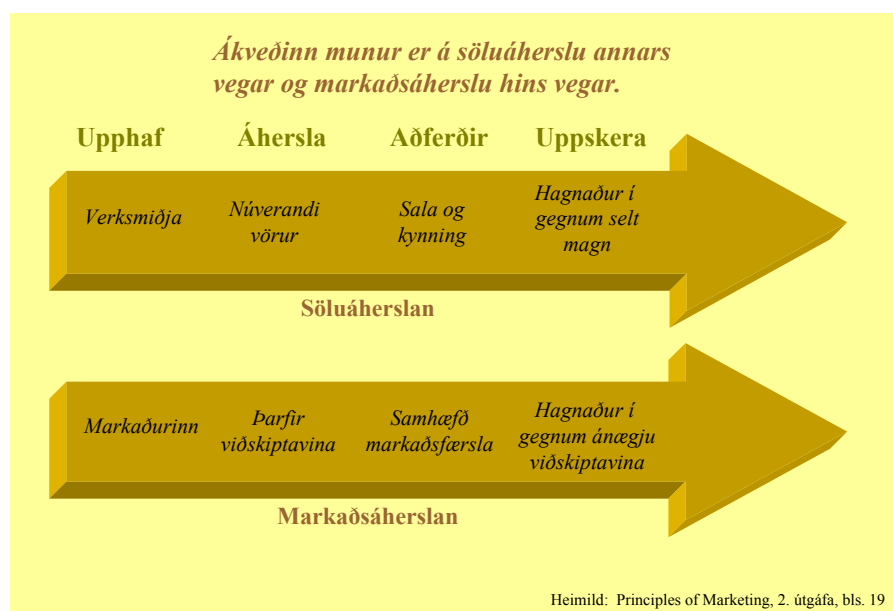 Ákveðinn munur er á söluáherslu annars
vegar og markaðsáherslu hins vegar.
Upphaf Áhersla Aðferðir Uppskera
Verksmiðja
Núverandi
vörur
Sala og
kynning
Hagnaður í
gegnum selt
magn
Söluáherslan
Markaðurinn
Þarfir
viðskiptavina
Samhæfð
markaðsfærsla
Hagnaður í
gegnum ánægju
viðskiptavina
Markaðsáherslan
Heimild: Principles of Marketing, 2. útgáfa, bls. 19